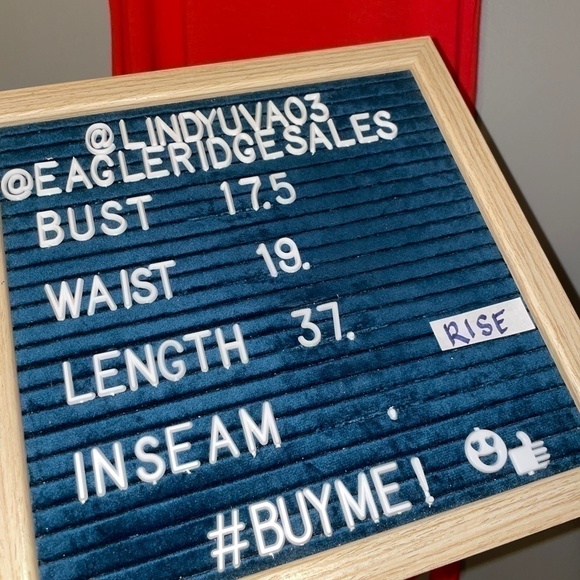 @LINDYUVA03
@EAGLERIDGESALES
BUST 17.5
WAIST 19.
LENGTH 37.
RISE
INSEAM .
#BUYME!